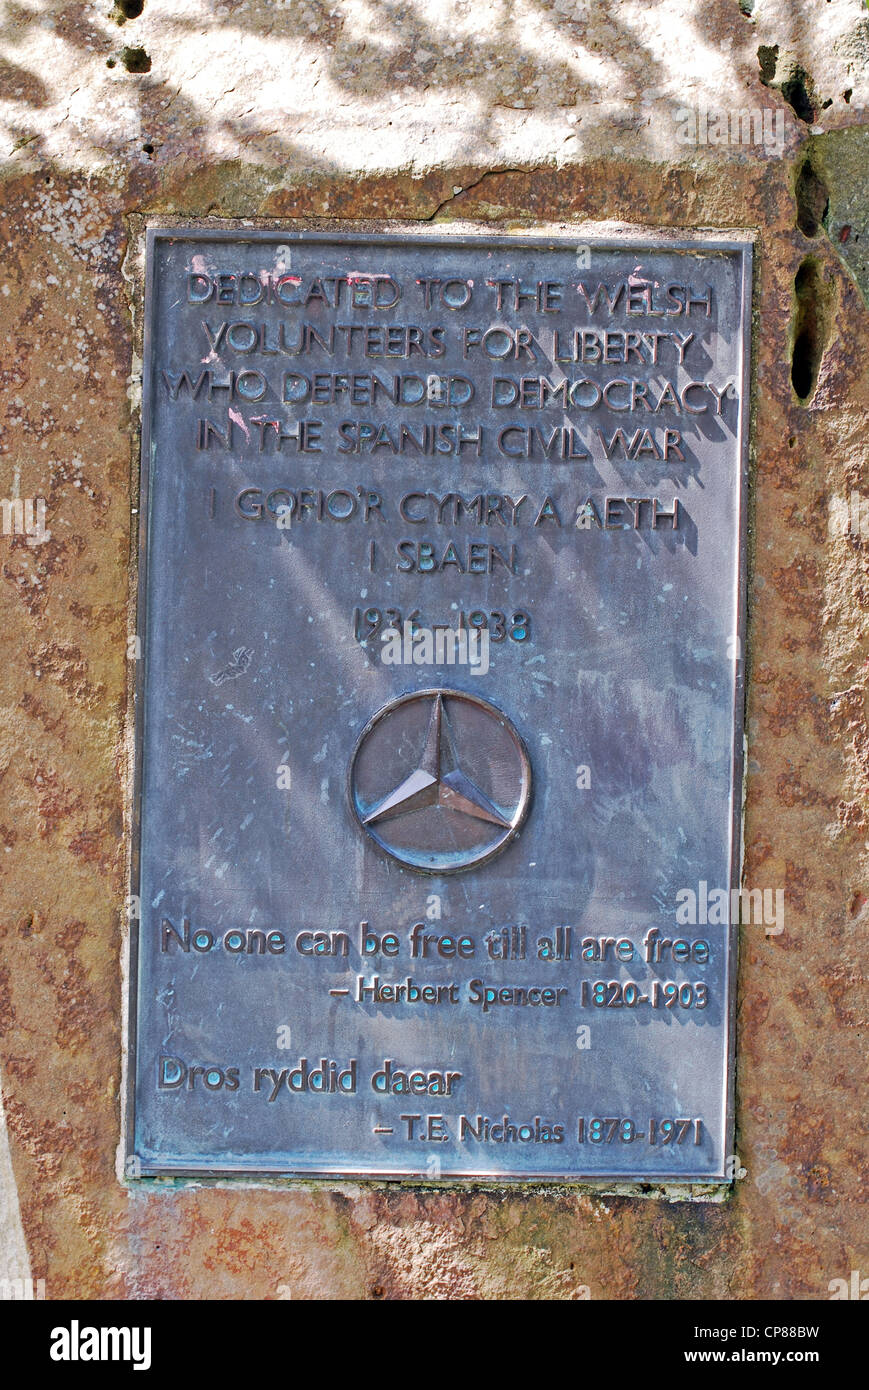 DEDICATED TO THE WELSH
VOLUNTEERS FOR LIBERTY
WHO DEFENDED DEMOCRACY
IN THE SPANISH CIVIL WAR
I GOFIO'R CYMRY A AETH
I SBAEN
1936–1938
No one can be free till all are free
– Herbert Spencer 1820-1903
Dros ryddid daear
– T.E. Nicholas 1878-1971
alamy
Image ID: CP88BW
www.alamy.com